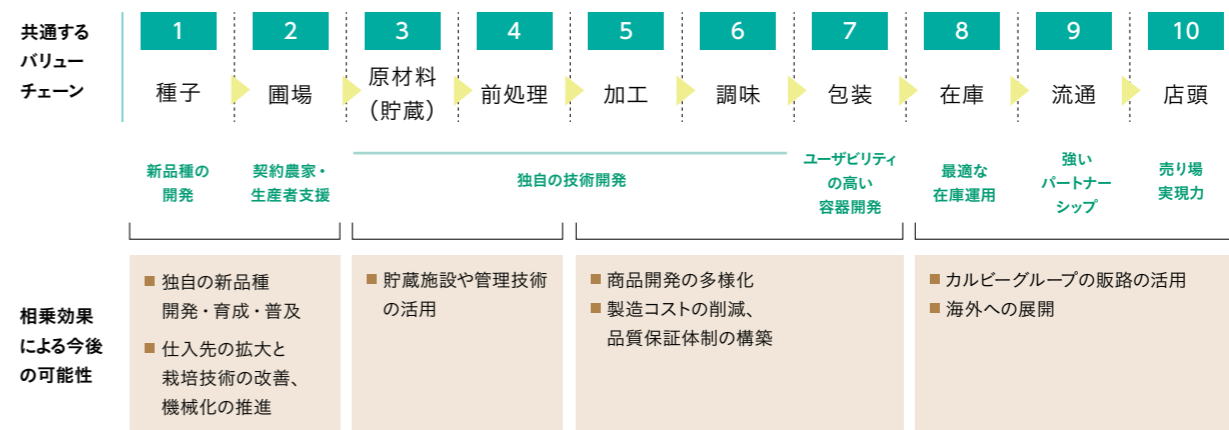 共通する
バリュー
チェーン
1
2
3
4
5
6
7
8
9
10
種子
圃場
原材料
（貯蔵）
前処理
加工
調味
包装
在庫
流通
店頭
新品種の
開発
契約農家・
生産者支援
独自の技術開発
ユーザビリティ
の高い
容器開発
最適な
在庫運用
強い
パートナー
シップ
売り場
実現力
相乗効果
による今後
の可能性
■ 独自の新品種
開発・育成・普及
■ 仕入先の拡大と
栽培技術の改善、
機械化の推進
■ 貯蔵施設や管理技術
の活用
■ 商品開発の多様化
■ 製造コストの削減、
品質保証体制の構築
■ カルビーグループの販路の活用
■ 海外への展開